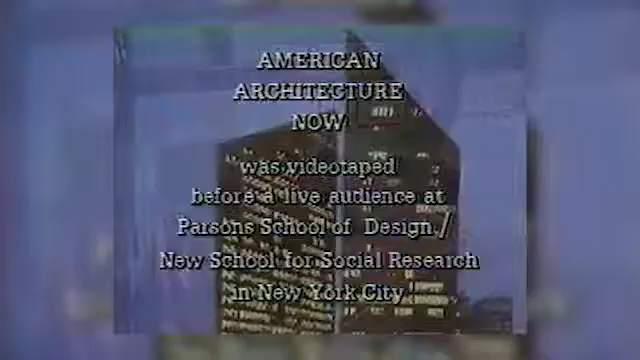 AMERICAN
ARCHITECTURE
NOW
was videotaped
before a live audience at
Parsons School of Design /
New School for Social Research
in New York City